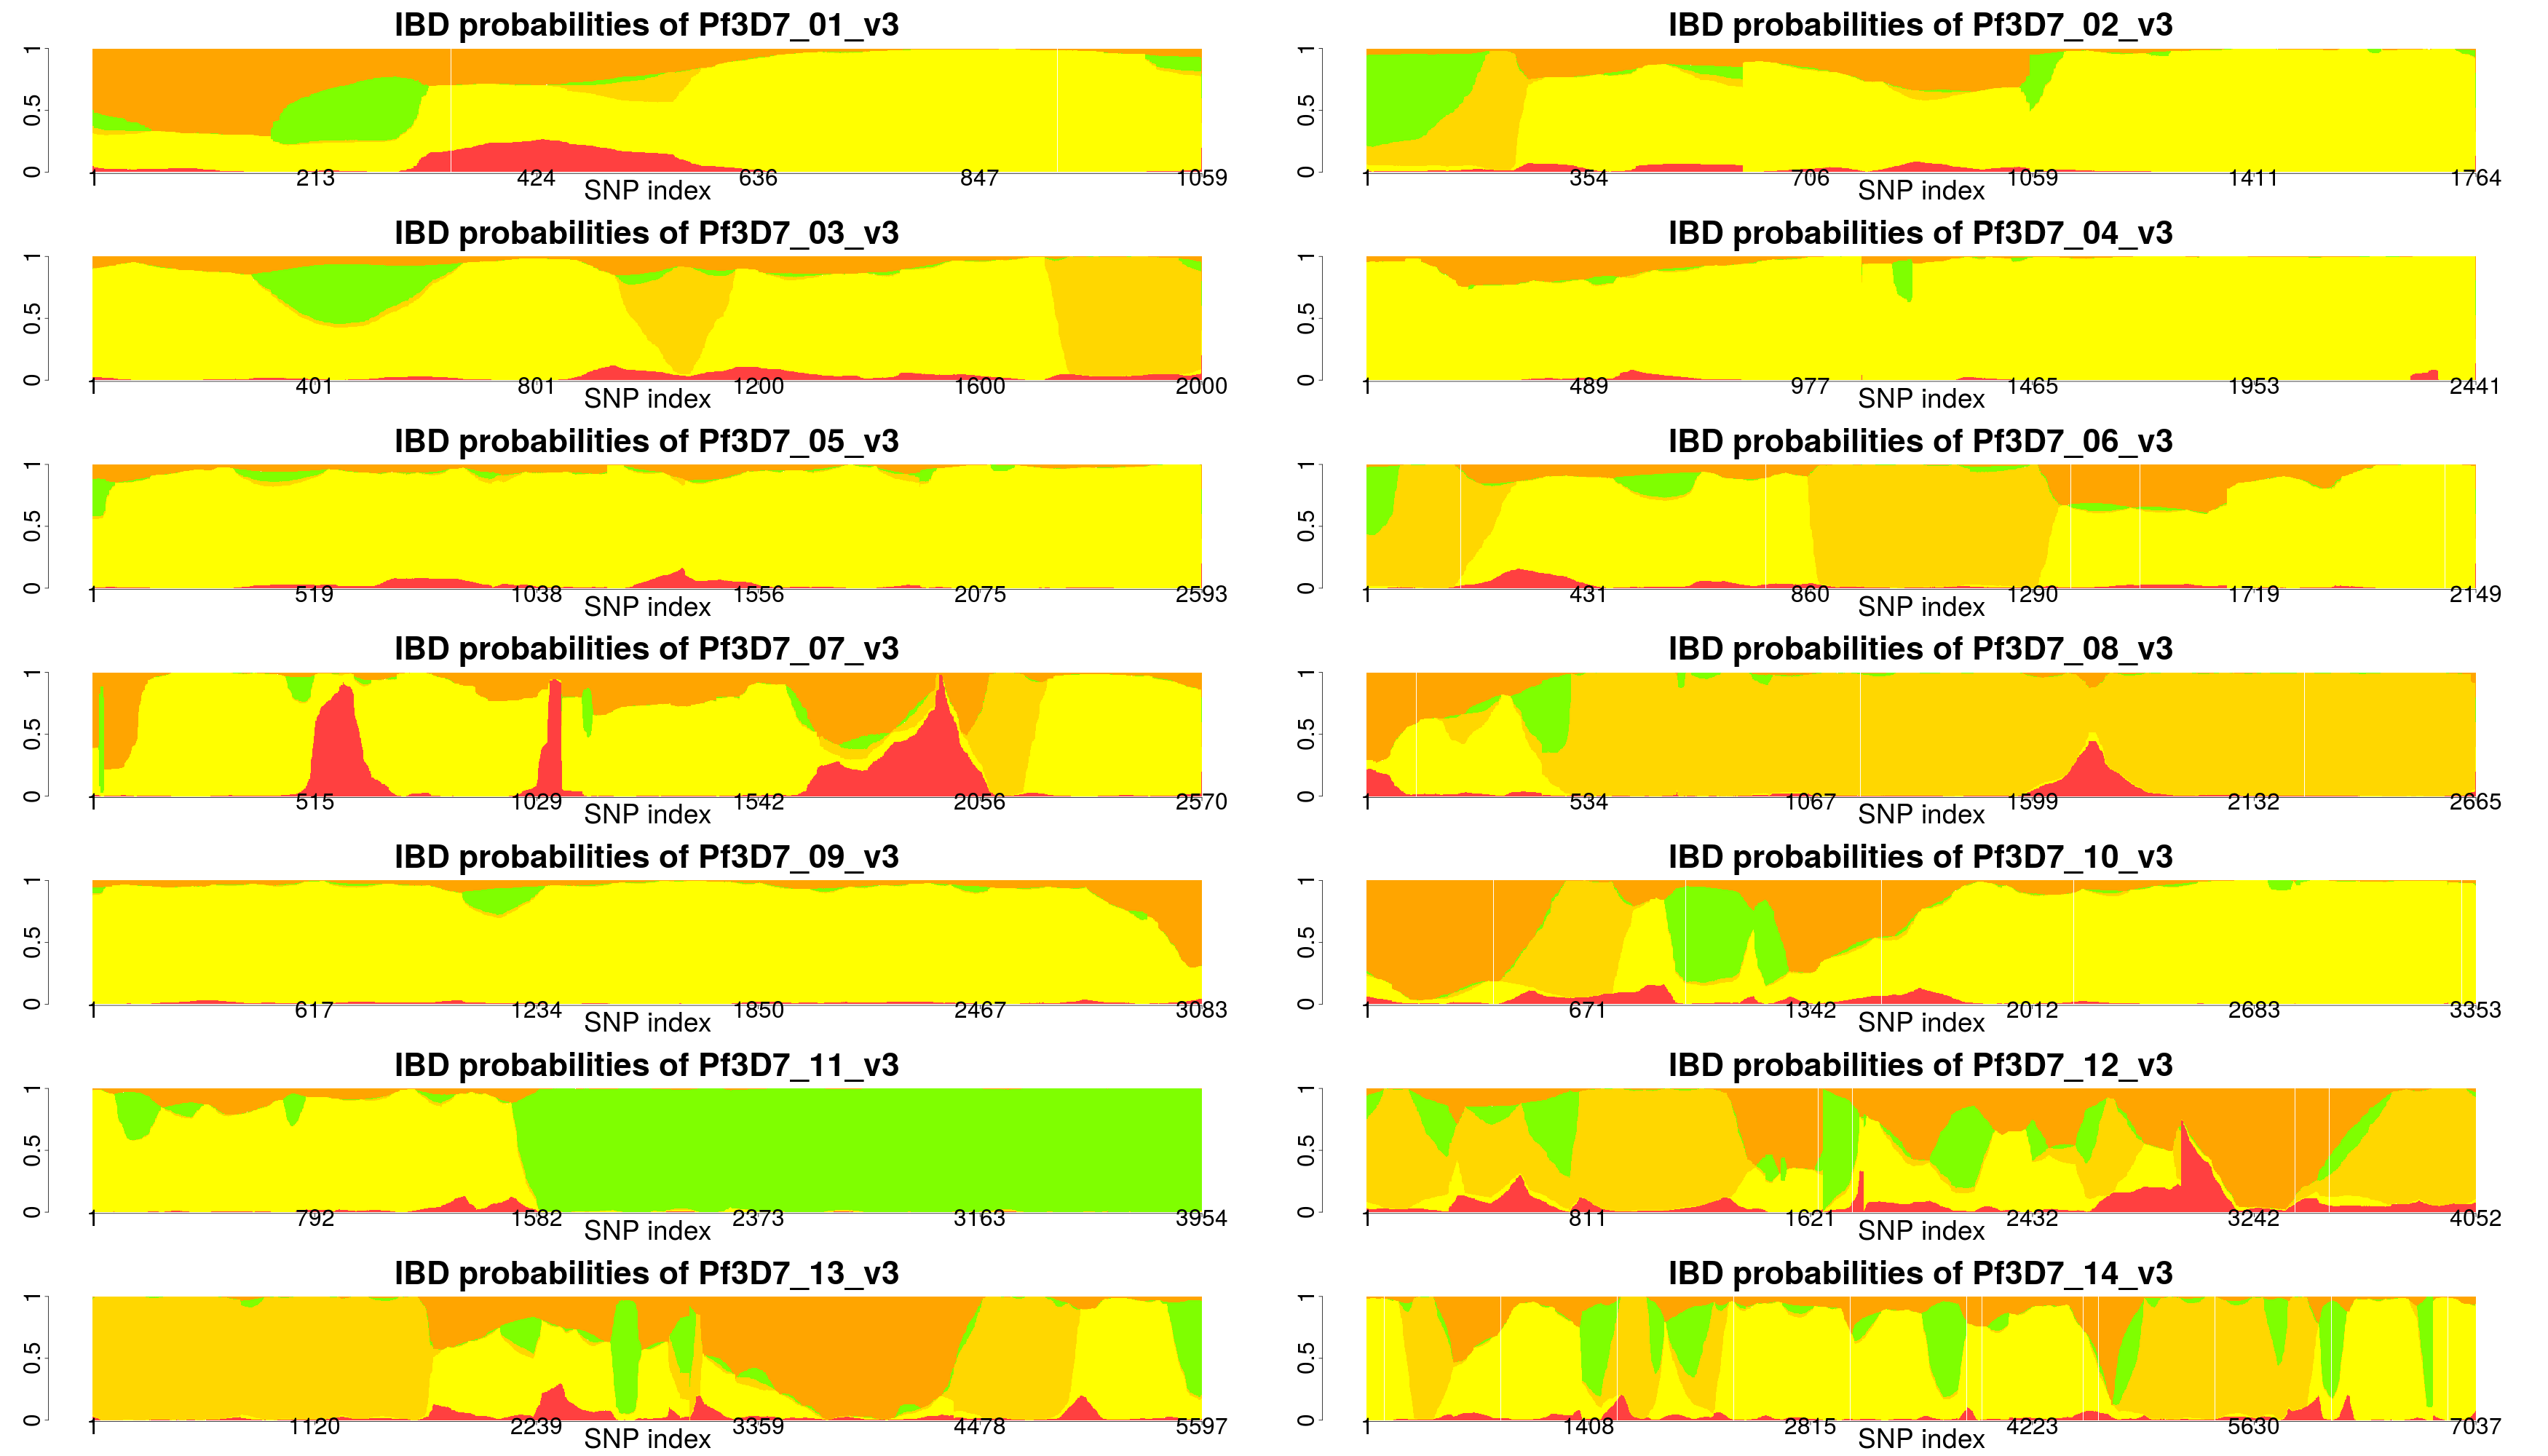 IBD probabilities of Pf3D7_01_v3
1
0.5
0
1 213 424 636 847 1059
SNP index
IBD probabilities of Pf3D7_02_v3
1
0.5
0
1 354 706 1059 1411 1764
SNP index
IBD probabilities of Pf3D7_03_v3
1
0.5
0
1 401 801 1200 1600 2000
SNP index
IBD probabilities of Pf3D7_04_v3
1
0.5
0
1 489 977 1465 1953 2441
SNP index
IBD probabilities of Pf3D7_05_v3
1
0.5
0
1 519 1038 1556 2075 2593
SNP index
IBD probabilities of Pf3D7_06_v3
1
0.5
0
1 431 860 1290 1719 2149
SNP index
IBD probabilities of Pf3D7_07_v3
1
0.5
0
1 515 1029 1542 2056 2570
SNP index
IBD probabilities of Pf3D7_08_v3
1
0.5
0
1 534 1067 1599 2132 2665
SNP index
IBD probabilities of Pf3D7_09_v3
1
0.5
0
1 617 1234 1850 2467 3083
SNP index
IBD probabilities of Pf3D7_10_v3
1
0.5
0
1 671 1342 2012 2683 3353
SNP index
IBD probabilities of Pf3D7_11_v3
1
0.5
0
1 792 1582 2373 3163 3954
SNP index
IBD probabilities of Pf3D7_12_v3
1
0.5
0
1 811 1621 2432 3242 4052
SNP index
IBD probabilities of Pf3D7_13_v3
1
0.5
0
1 1120 2239 3359 4478 5597
SNP index
IBD probabilities of Pf3D7_14_v3
1
0.5
0
1 1408 2815 4223 5630 7037
SNP index